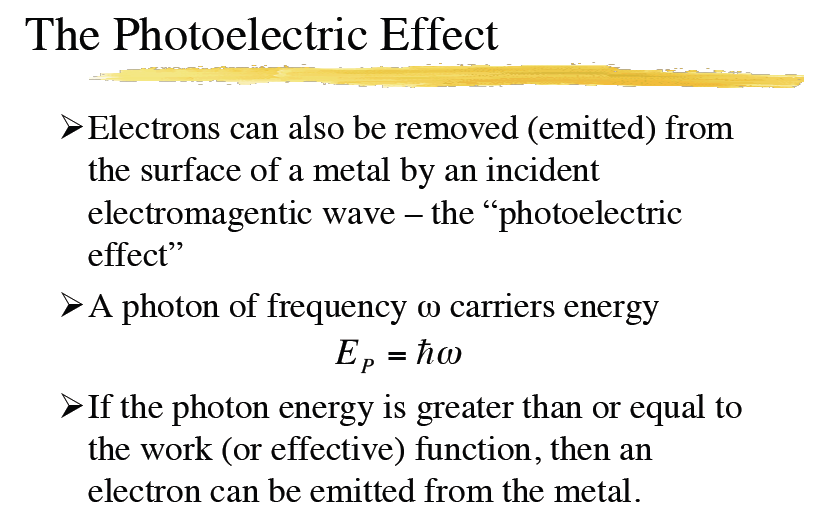 The Photoelectric Effect
➢Electrons can also be removed (emitted) from
the surface of a metal by an incident
electromagentic wave – the “photoelectric
effect”
➢A photon of frequency ω carriers energy
E_P = ħω
➢If the photon energy is greater than or equal to
the work (or effective) function, then an
electron can be emitted from the metal.